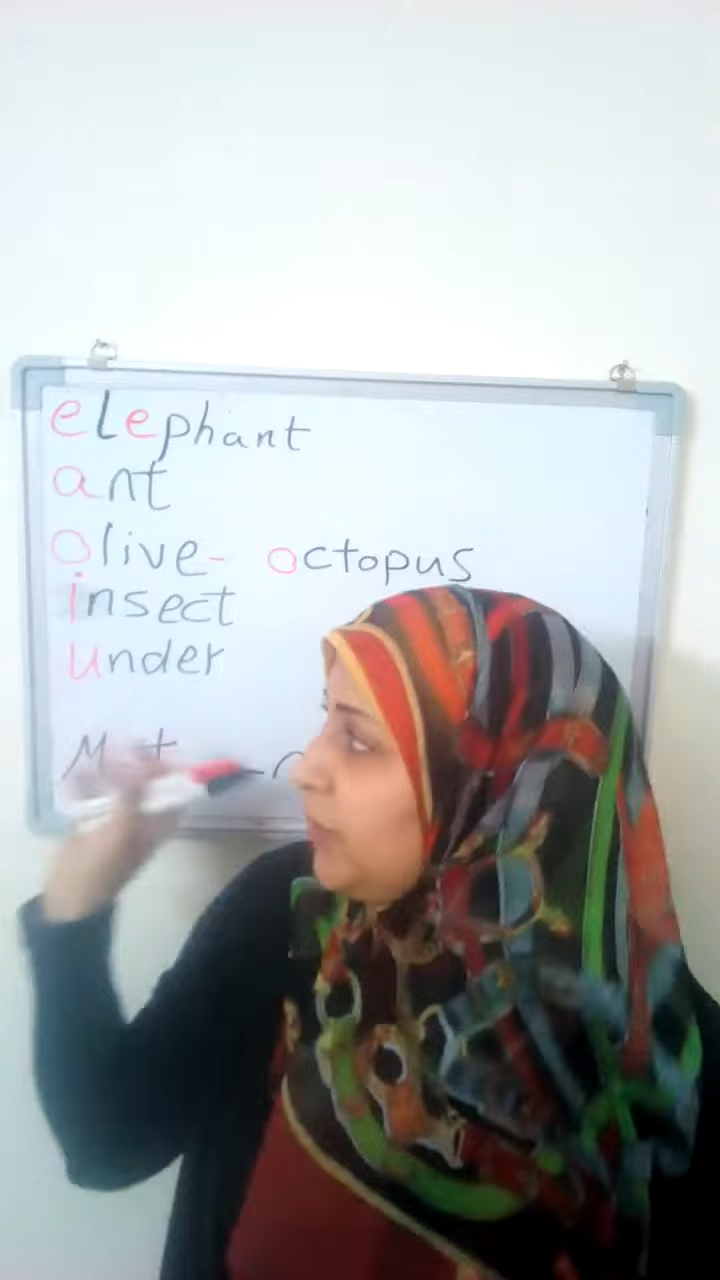 elephant
ant
olive- octopus
insect
under